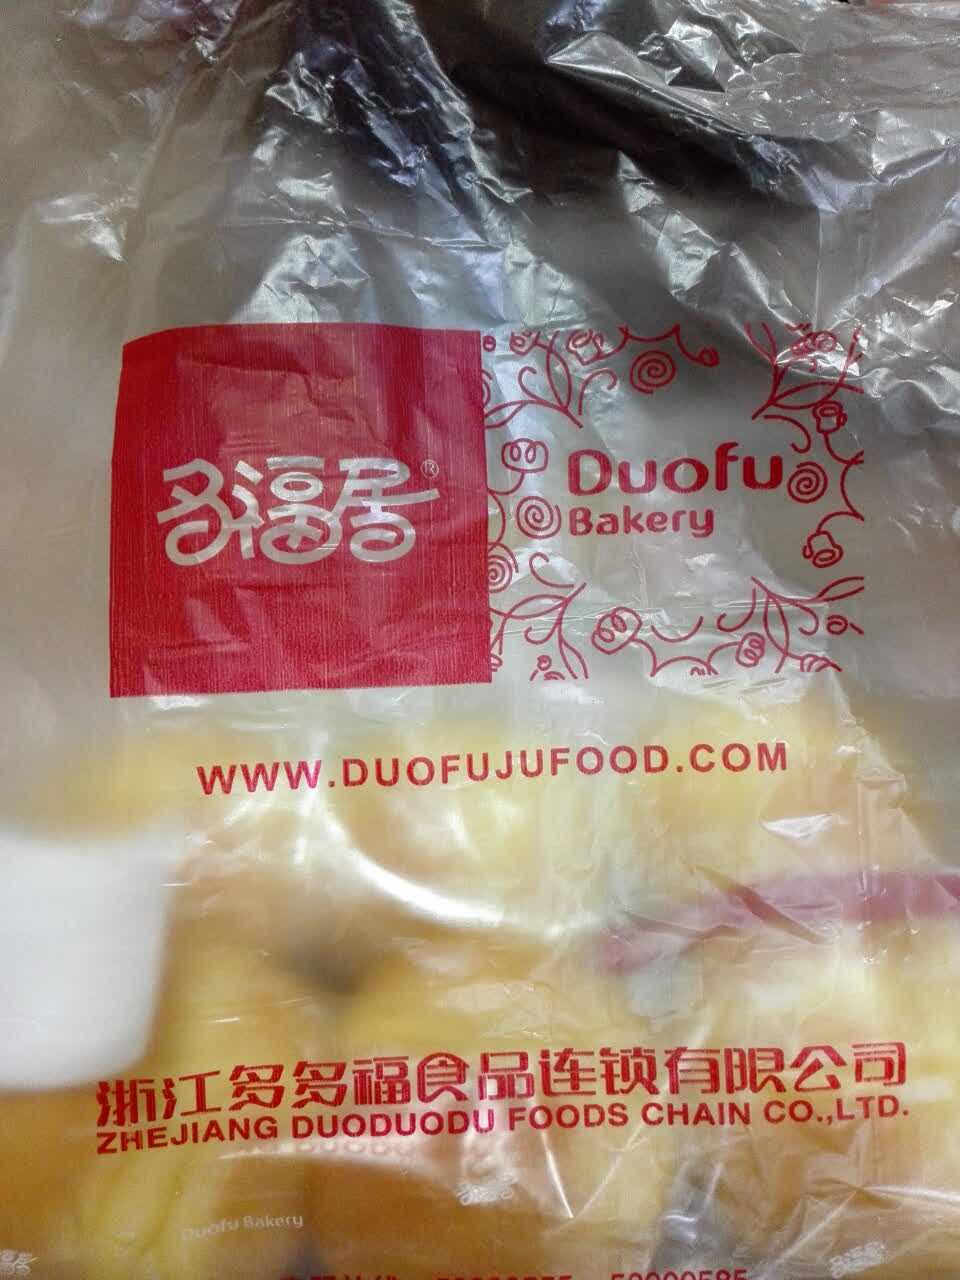 多福居®
Duofu
Bakery
WWW.DUOFUJUFOOD.COM
浙江多多福食品连锁有限公司
ZHEJIANG DUODUODU FOODS CHAIN CO.,LTD.
Duofu Bakery